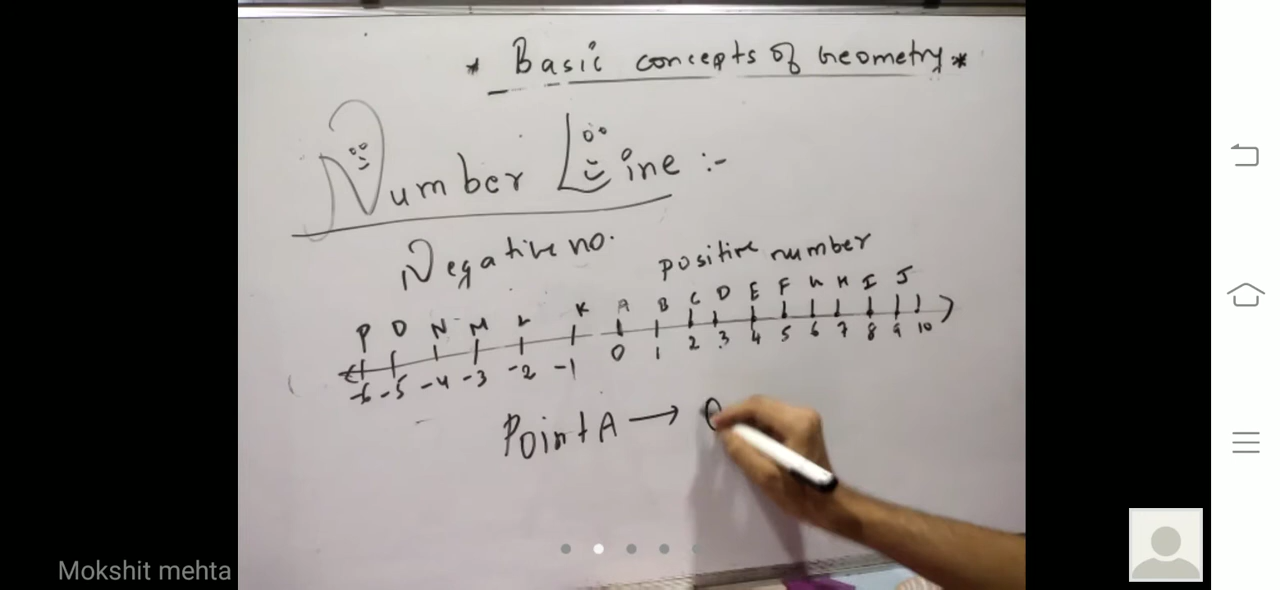 * Basic concepts of Geometry *
Number Line :-
Negative no.
positive number
P O N M L K A B C D E F G H I J
-6 -5 -4 -3 -2 -1 0 1 2 3 4 5 6 7 8 9 10
Point A → 0
Mokshit mehta